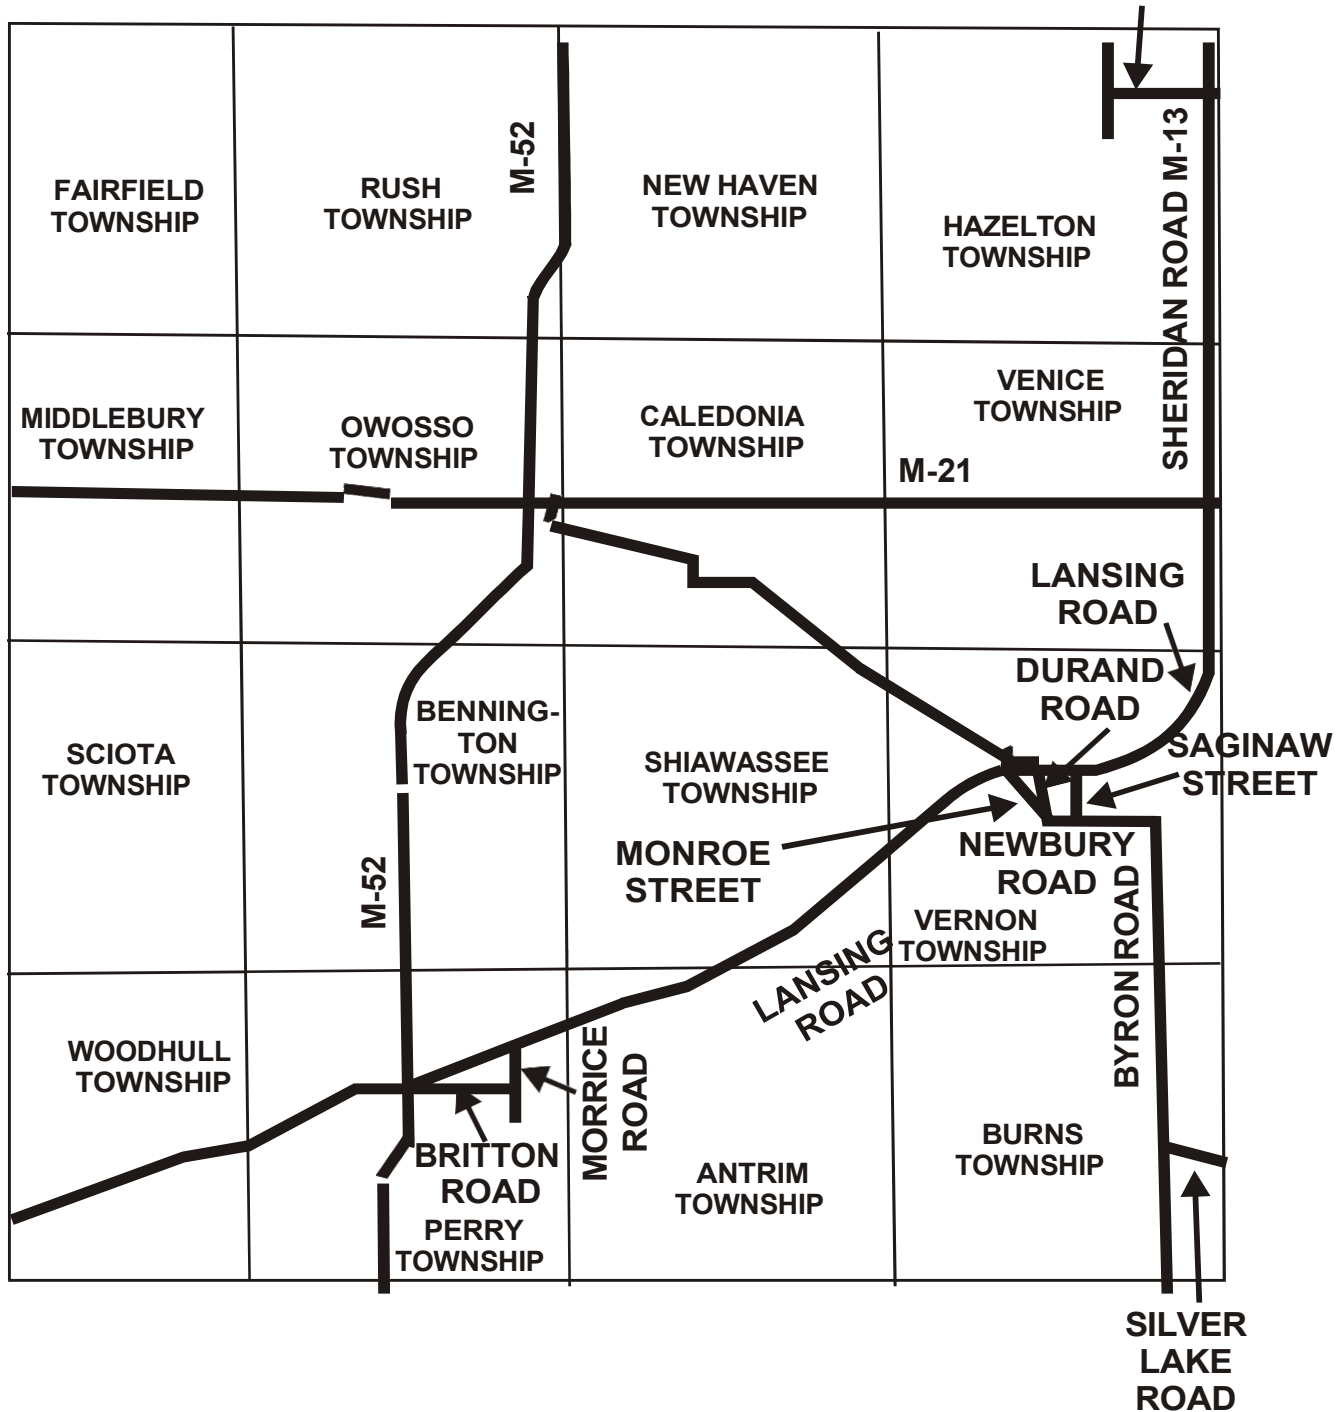 M-52
FAIRFIELD
TOWNSHIP
RUSH
TOWNSHIP
NEW HAVEN
TOWNSHIP
HAZELTON
TOWNSHIP
SHERIDAN ROAD M-13
MIDDLEBURY
TOWNSHIP
OWOSSO
TOWNSHIP
CALEDONIA
TOWNSHIP
VENICE
TOWNSHIP
M-21
LANSING
ROAD
DURAND
ROAD
SAGINAW
STREET
SCIOTA
TOWNSHIP
BENNING-
TON
TOWNSHIP
SHIAWASSEE
TOWNSHIP
MONROE
STREET
NEWBURY
ROAD
VERNON
TOWNSHIP
M-52
LANSING
ROAD
BYRON ROAD
WOODHULL
TOWNSHIP
MORRICE
ROAD
BRITTON
ROAD
PERRY
TOWNSHIP
ANTRIM
TOWNSHIP
BURNS
TOWNSHIP
SILVER
LAKE
ROAD